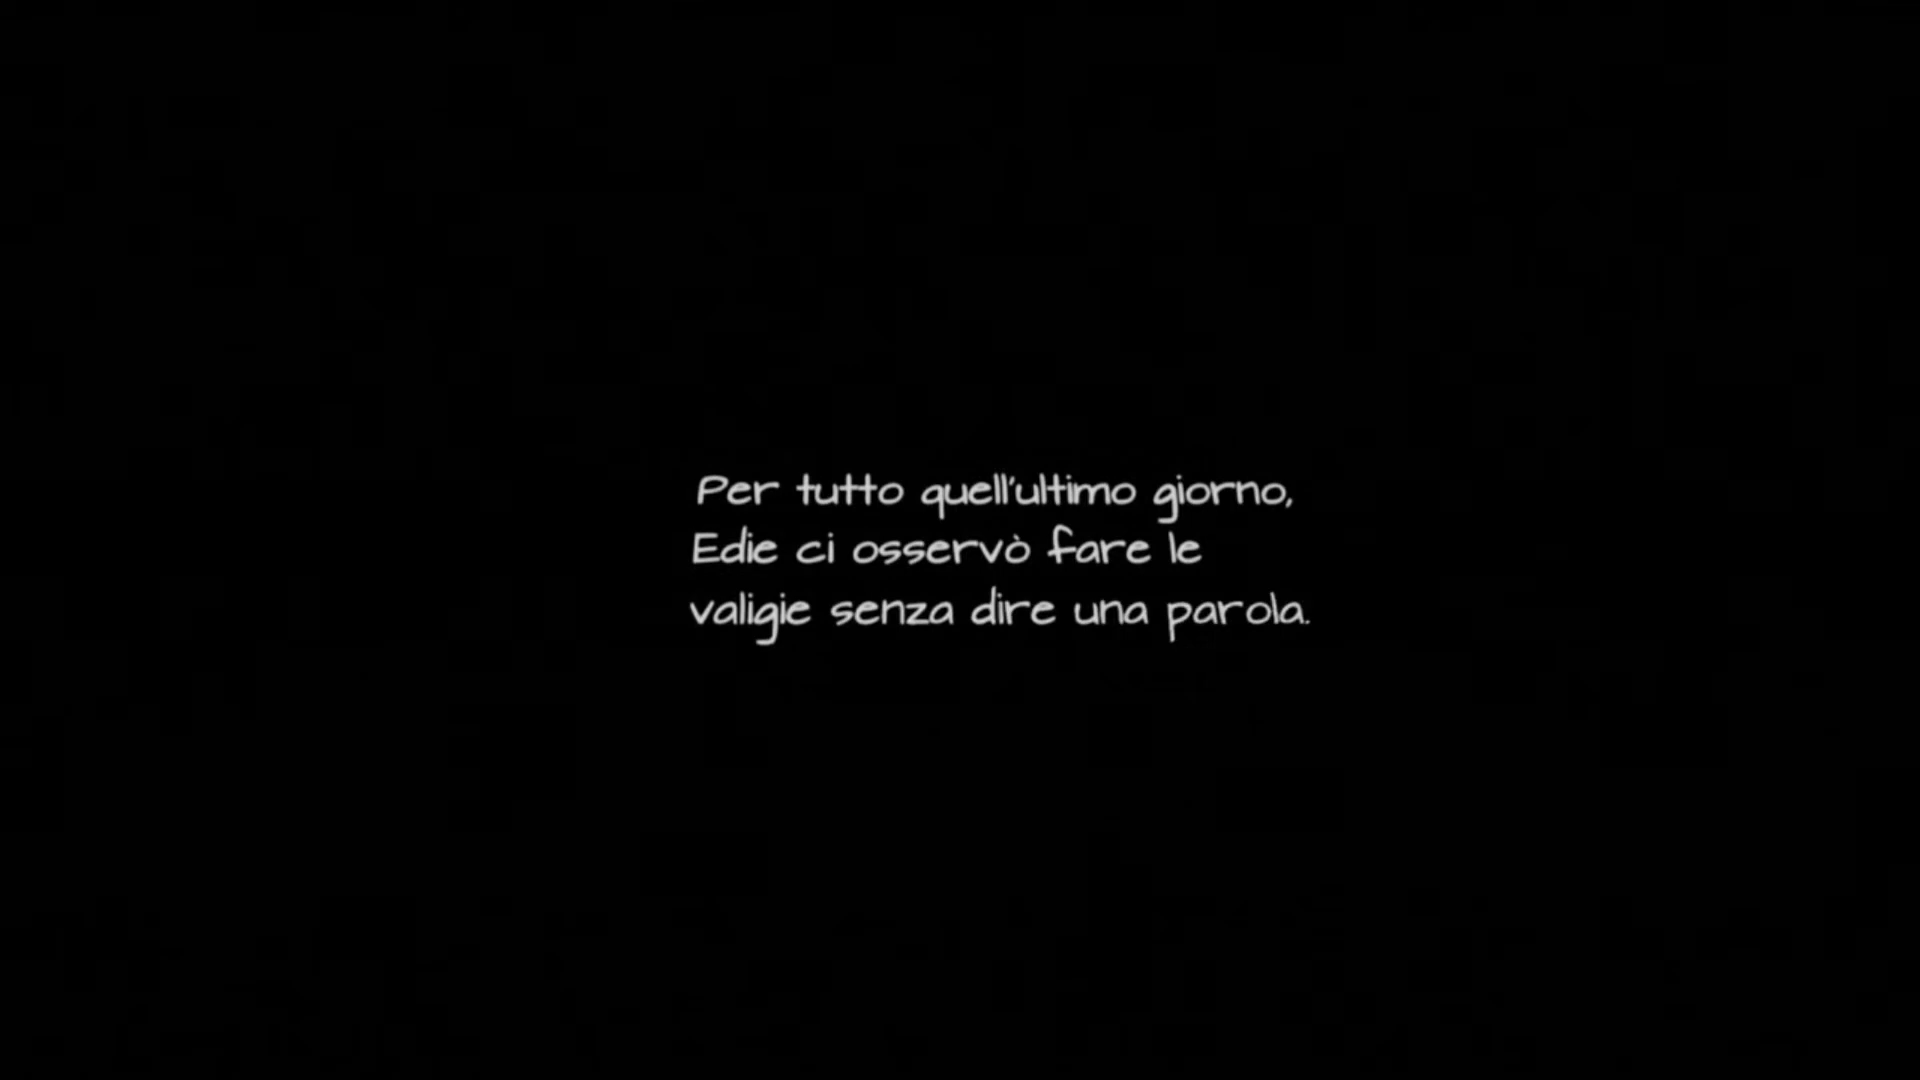 Per tutto quell'ultimo giorno,
Edie ci osservò fare le
valigie senza dire una parola.